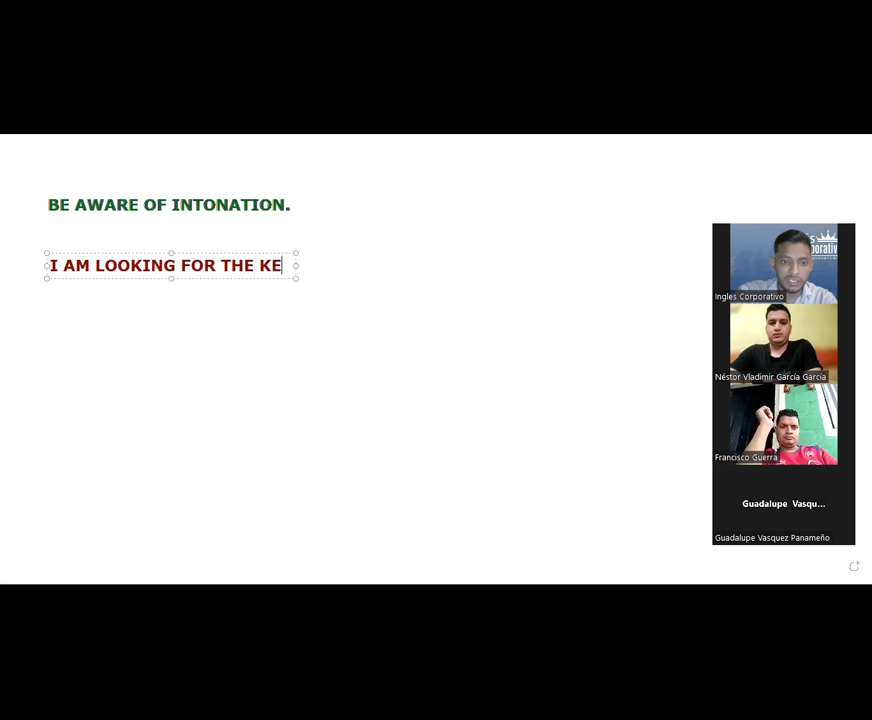 BE AWARE OF INTONATION.
I AM LOOKING FOR THE KE
Ingles Corporativo
Néstor Vladimir García Garcia
Francisco Guerra
Guadalupe Vasqu...
Guadalupe Vasquez Panameño